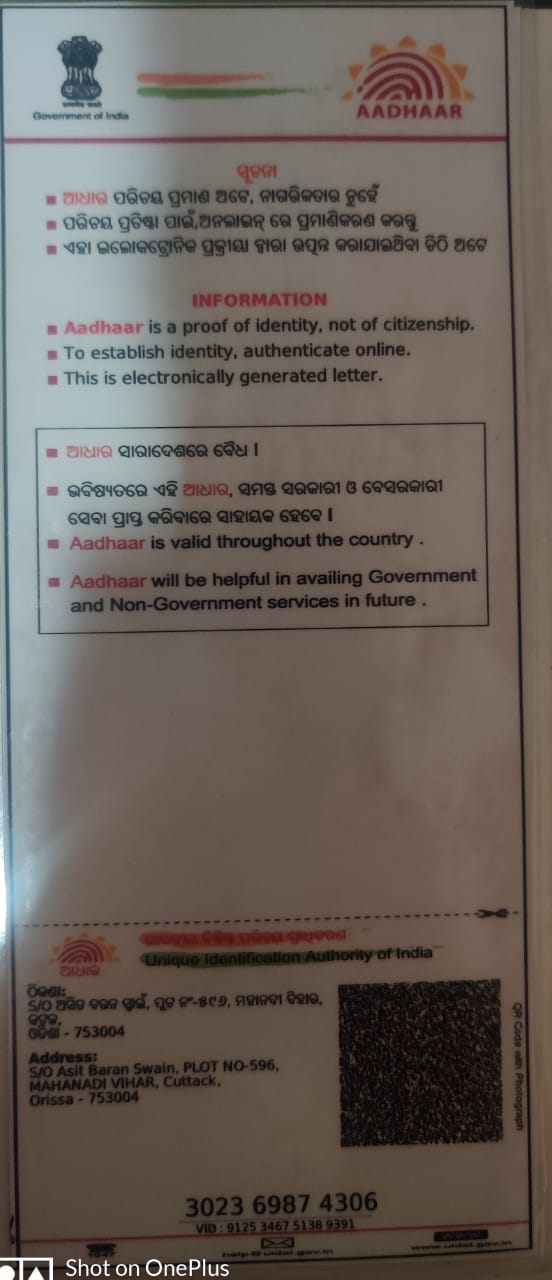 Government of India
AADHAAR
ସୂଚନା
■ ଆଧାର ପରିଚୟ ପ୍ରମାଣ ଅଟେ, ନାଗରିକତାର ନୁହେଁ
■ ପରିଚୟ ପ୍ରତିଷ୍ଠା ପାଇଁ,ଅନଲାଇନ୍ ରେ ପ୍ରମାଣିକରଣ କରନ୍ତୁ
■ ଏହା ଇଲୋକଟ୍ରୋନିକ ପ୍ରକ୍ରୀୟା ଦ୍ୱାରା ଉତ୍ପନ୍ନ କରାଯାଇଥିବା ଚିଠି ଅଟେ
INFORMATION
■ Aadhaar is a proof of identity, not of citizenship.
■ To establish identity, authenticate online.
■ This is electronically generated letter.
■ ଆଧାର ସାରାଦେଶରେ ବୈଧ ।
■ ଭବିଷ୍ୟତରେ ଏହି ଆଧାର, ସମସ୍ତ ସରକାରୀ ଓ ବେସରକାରୀ
ସେବା ପ୍ରାପ୍ତ କରିବାରେ ସାହାୟକ ହେବେ ।
■ Aadhaar is valid throughout the country .
■ Aadhaar will be helpful in availing Government
and Non-Government services in future .
ଭାରତୀୟ ବିଶିଷ୍ଟ ପରିଚୟ ପ୍ରାଧିକରଣ
Unique Identification Authority of India
ଆଧାର
ଠିକଣା:
S/O ଅସିତ ବରନ ସ୍ୱାଇଁ, ପ୍ଲଟ ନଂ-୫୯୬, ମହାନଦୀ ବିହାର,
କଟକ,
ଓଡିଶା - 753004
Address:
S/O Asit Baran Swain, PLOT NO-596,
MAHANADI VIHAR, Cuttack,
Orissa - 753004
QR Code with Photograph
3023 6987 4306
VID : 9125 3467 5138 9391
1947
help@uidai.gov.in
www
www.uidai.gov.in
Shot on OnePlus